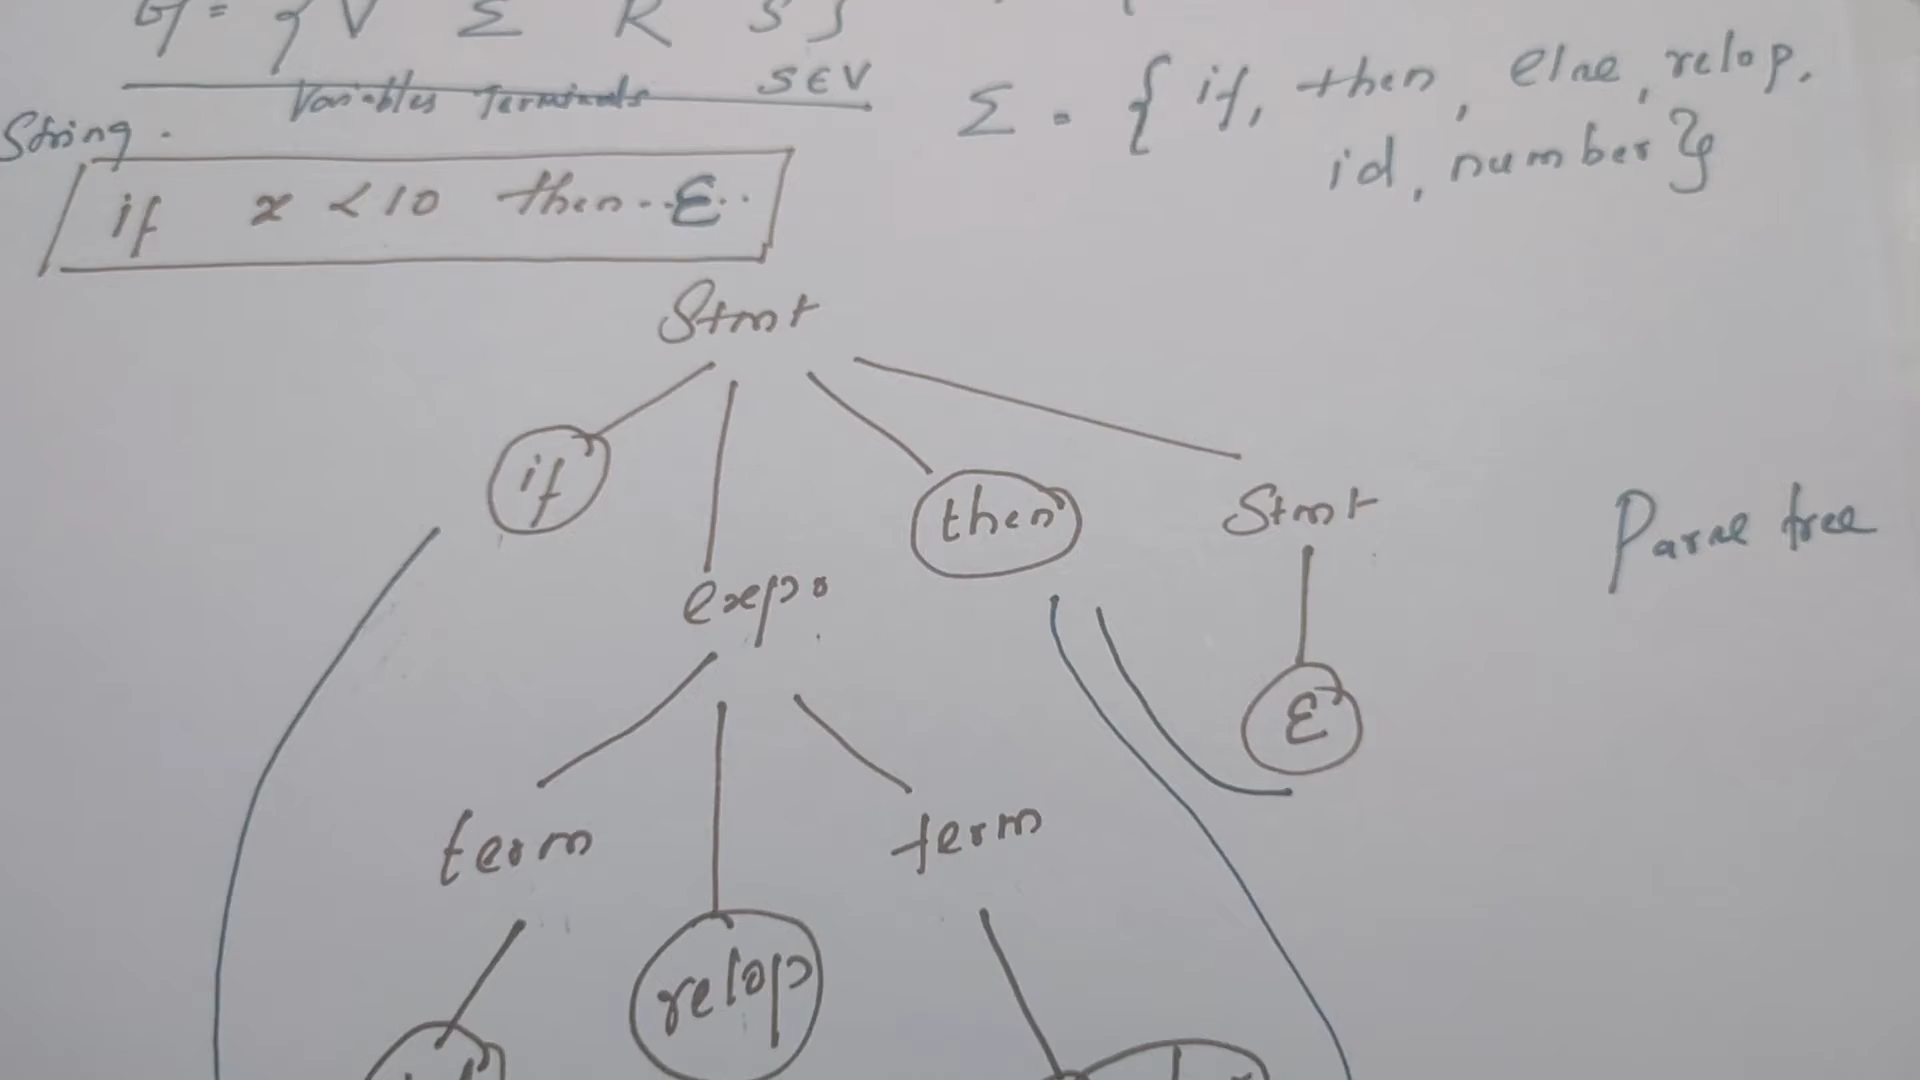 G = { V Σ R S }
Variables Terminals S ∈ V
Σ = { if, then, else, relop,
id, number }
String.
if x < 10 then..ε..
Stmt
if
then
Stmt
Parse tree
expo
ε
term
term
relop